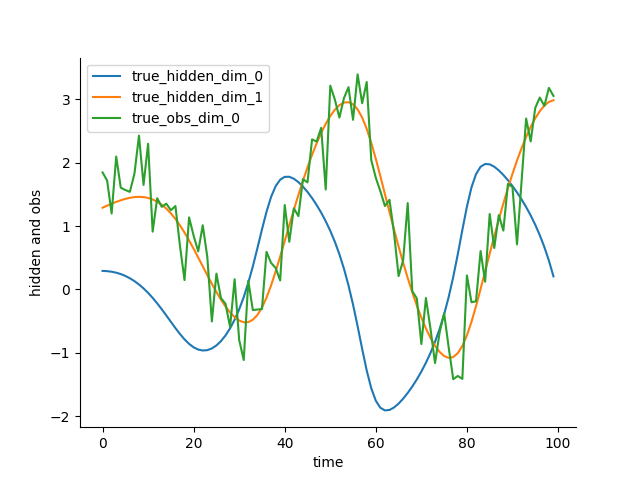 true_hidden_dim_0
true_hidden_dim_1
true_obs_dim_0
hidden and obs
3
2
1
0
−1
−2
0
20
40
60
80
100
time